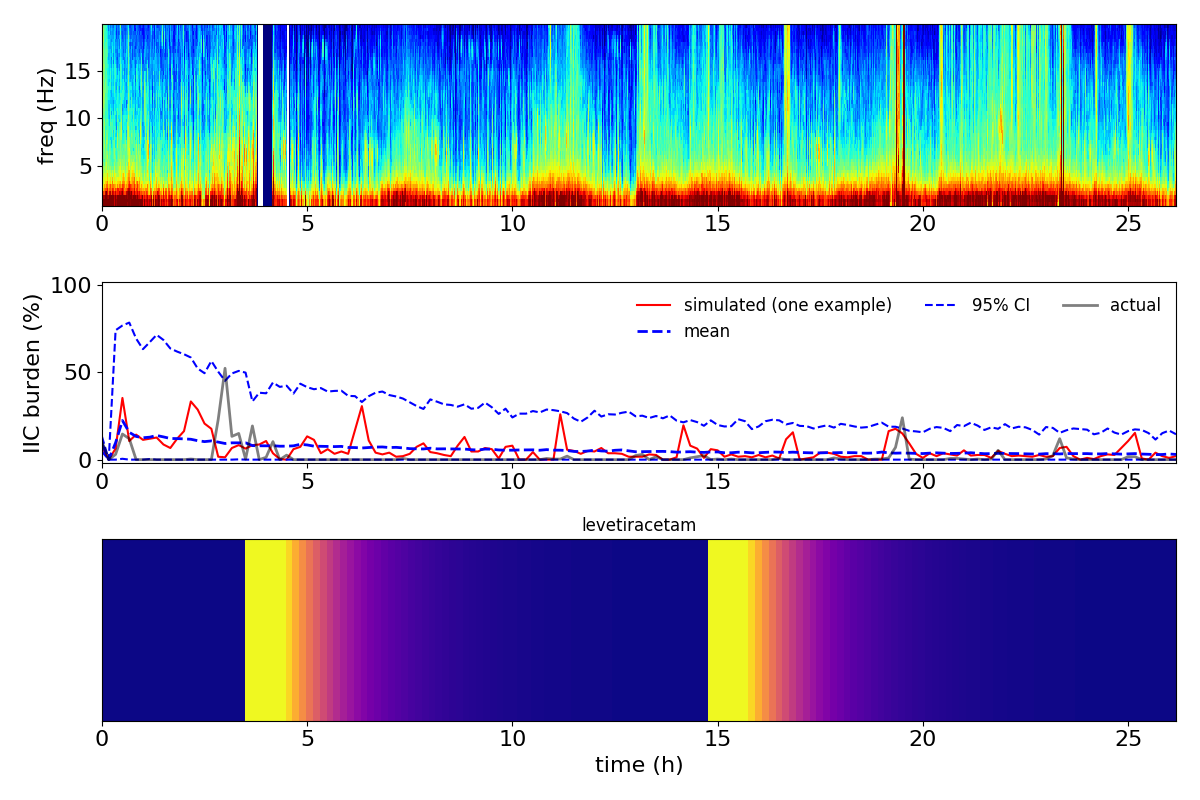 freq (Hz)
15
10
5
0 5 10 15 20 25
IIC burden (%)
100
50
0
simulated (one example) 95% CI actual
mean
0 5 10 15 20 25
levetiracetam
0 5 10 15 20 25
time (h)